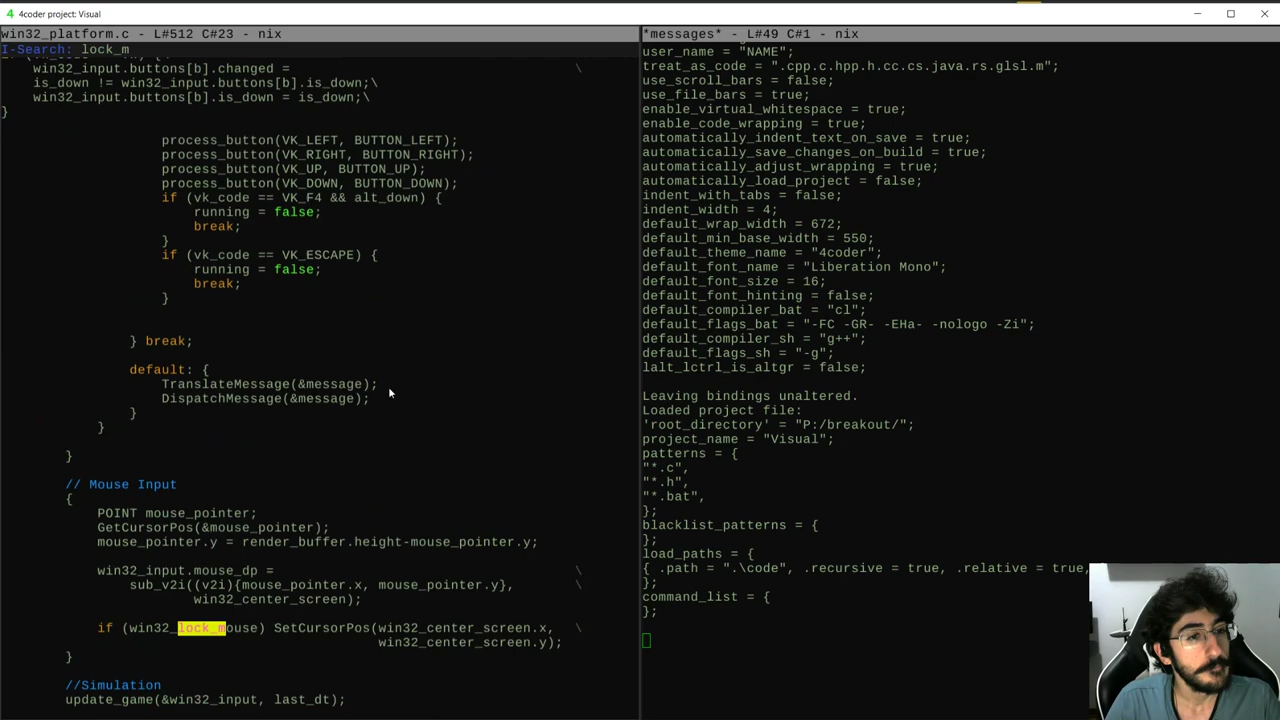 4 4coder project: Visual
win32_platform.c - L#512 C#23 - nix
I-Search: lock_m
win32_input.buttons[b].changed = \
is_down != win32_input.buttons[b].is_down;\
win32_input.buttons[b].is_down = is_down;\
}
process_button(VK_LEFT, BUTTON_LEFT);
process_button(VK_RIGHT, BUTTON_RIGHT);
process_button(VK_UP, BUTTON_UP);
process_button(VK_DOWN, BUTTON_DOWN);
if (vk_code == VK_F4 && alt_down) {
running = false;
break;
}
if (vk_code == VK_ESCAPE) {
running = false;
break;
}
} break;
default: {
TranslateMessage(&message);
DispatchMessage(&message);
}
}
}
// Mouse Input
{
POINT mouse_pointer;
GetCursorPos(&mouse_pointer);
mouse_pointer.y = render_buffer.height-mouse_pointer.y;
win32_input.mouse_dp = \
sub_v2i((v2i){mouse_pointer.x, mouse_pointer.y}, \
win32_center_screen);
if (win32_lock_mouse) SetCursorPos(win32_center_screen.x, \
win32_center_screen.y);
}
//Simulation
update_game(&win32_input, last_dt);
*messages* - L#49 C#1 - nix
user_name = "NAME";
treat_as_code = ".cpp.c.hpp.h.cc.cs.java.rs.glsl.m";
use_scroll_bars = false;
use_file_bars = true;
enable_virtual_whitespace = true;
enable_code_wrapping = true;
automatically_indent_text_on_save = true;
automatically_save_changes_on_build = true;
automatically_adjust_wrapping = true;
automatically_load_project = false;
indent_with_tabs = false;
indent_width = 4;
default_wrap_width = 672;
default_min_base_width = 550;
default_theme_name = "4coder";
default_font_name = "Liberation Mono";
default_font_size = 16;
default_font_hinting = false;
default_compiler_bat = "cl";
default_flags_bat = "-FC -GR- -EHa- -nologo -Zi";
default_compiler_sh = "g++";
default_flags_sh = "-g";
lalt_lctrl_is_altgr = false;
Leaving bindings unaltered.
Loaded project file:
'root_directory' = "P:/breakout/";
project_name = "Visual";
patterns = {
"*.c",
"*.h",
"*.bat",
};
blacklist_patterns = {
};
load_paths = {
{ .path = ".\code", .recursive = true, .relative = true,
};
command_list = {
};